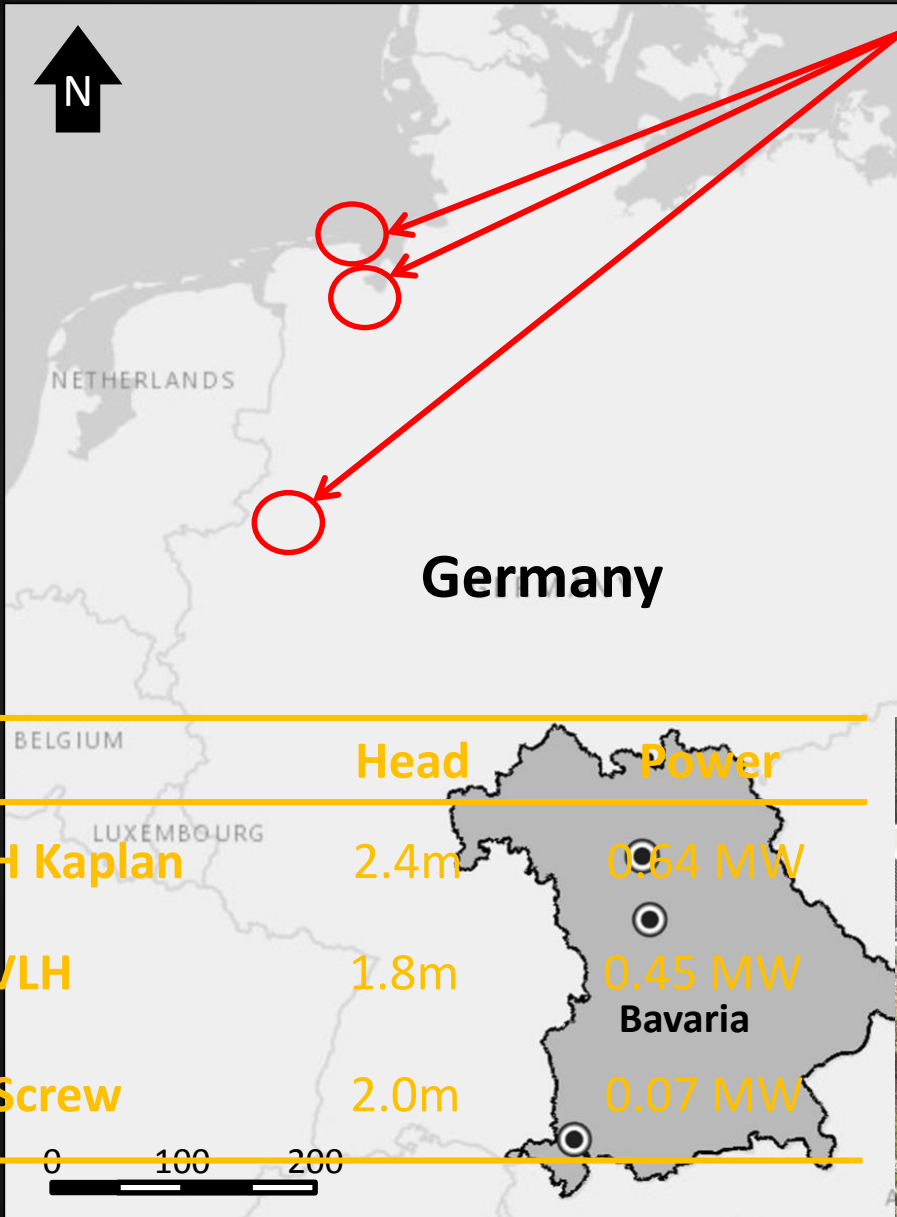 N
NETHERLANDS
Germany
BELGIUM
Head Power
LUXEMBOURG
H Kaplan 2.4m 0.64 MW
VLH 1.8m 0.45 MW
Bavaria
Screw 2.0m 0.07 MW
0 100 200